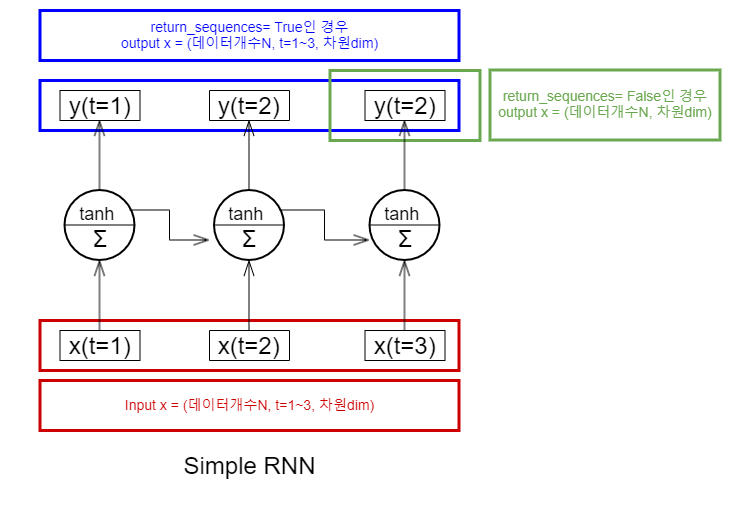 return_sequences= True인 경우
output x = (데이터개수N, t=1~3, 차원dim)
y(t=1)
y(t=2)
y(t=2)
return_sequences= False인 경우
output x = (데이터개수N, 차원dim)
tanh
Σ
tanh
Σ
tanh
Σ
x(t=1)
x(t=2)
x(t=3)
Input x = (데이터개수N, t=1~3, 차원dim)
Simple RNN